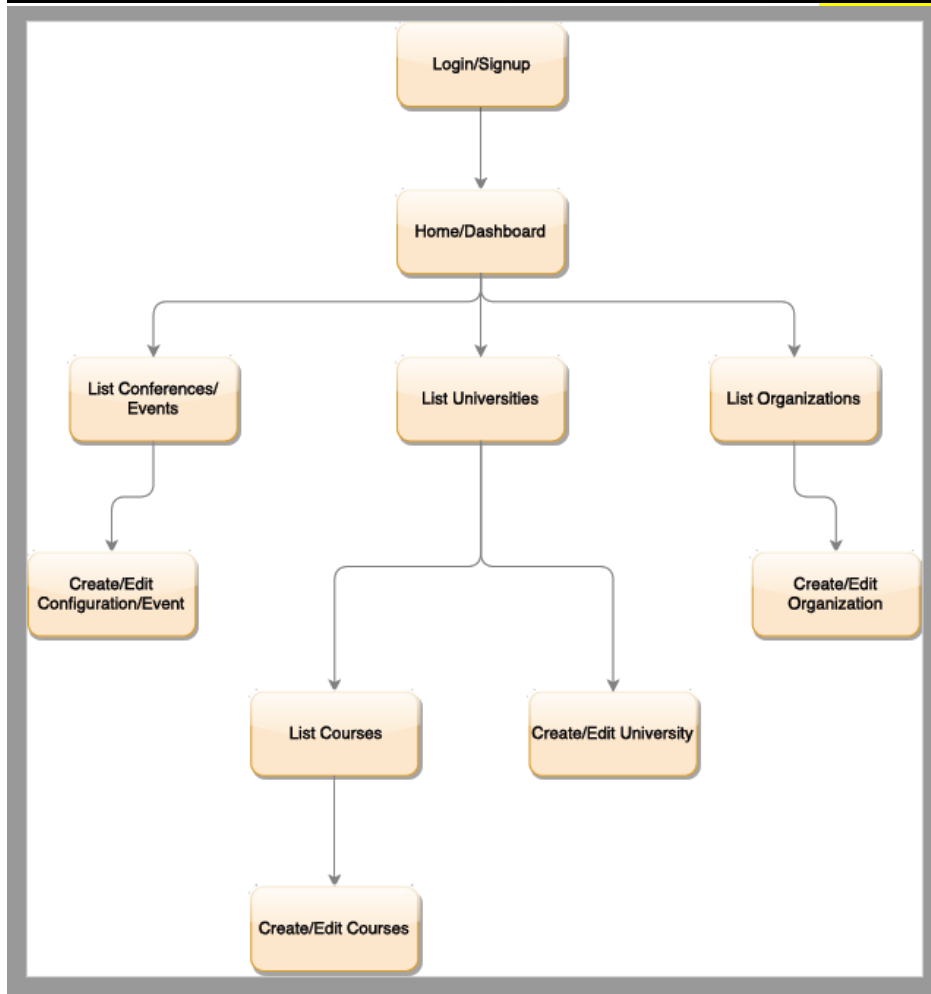 Login/Signup
Home/Dashboard
List Conferences/
Events
List Universities
List Organizations
Create/Edit
Configuration/Event
Create/Edit
Organization
List Courses
Create/Edit University
Create/Edit Courses